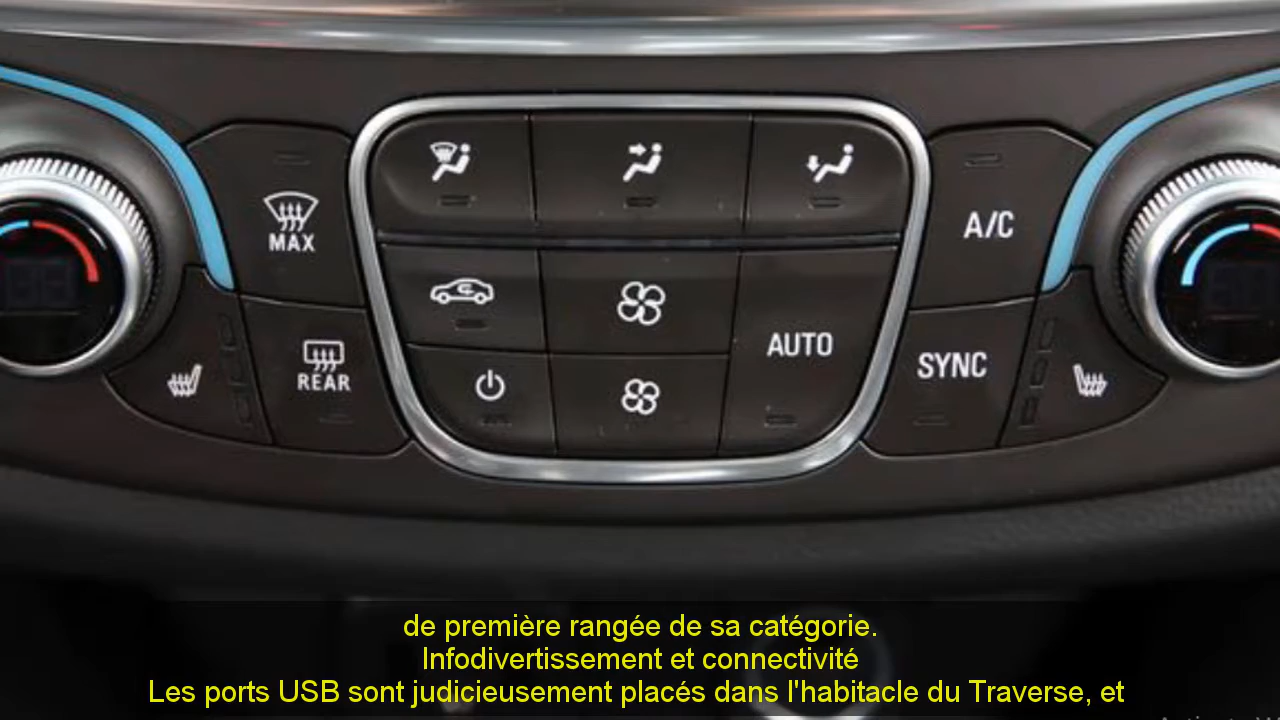 MAX
A/C
AUTO
REAR
SYNC
de première rangée de sa catégorie.
Infodivertissement et connectivité
Les ports USB sont judicieusement placés dans l'habitacle du Traverse, et